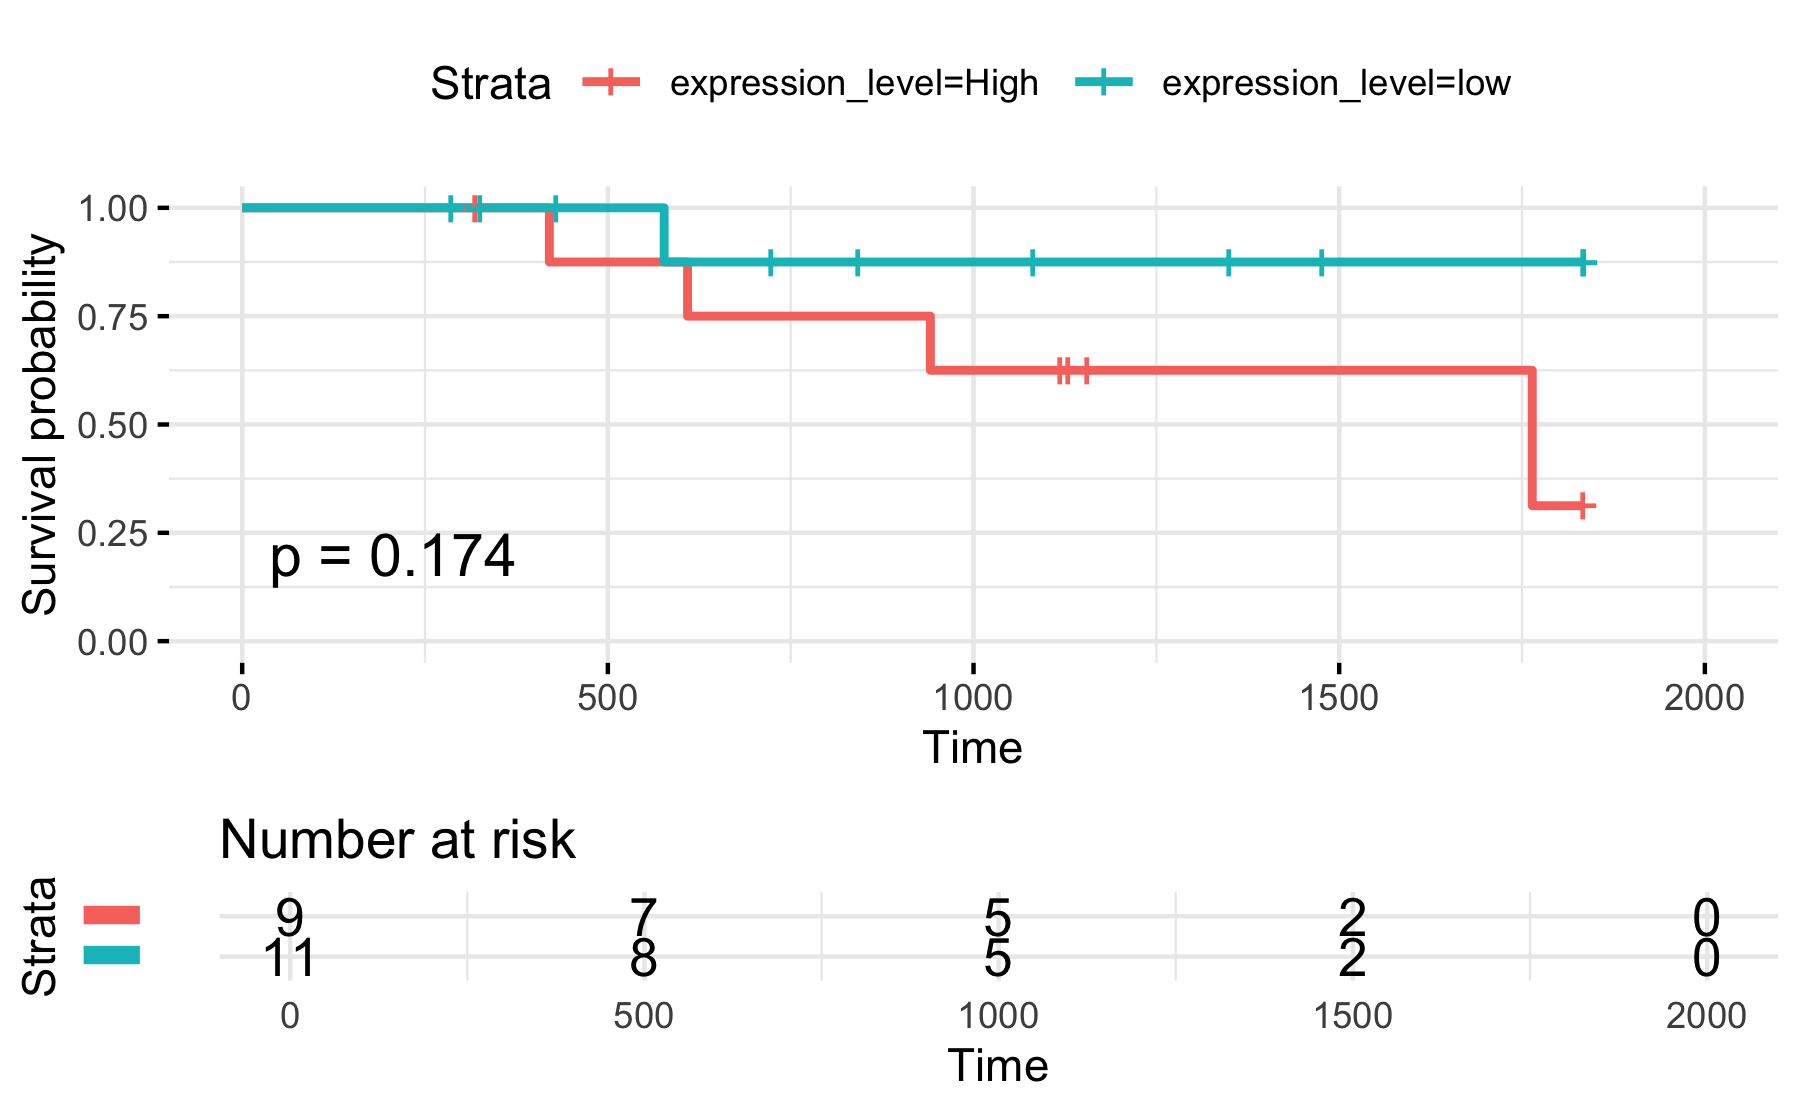 Strata expression_level=High expression_level=low
Survival probability
1.00
0.75
0.50
0.25
0.00
p = 0.174
0 500 1000 1500 2000
Time
Number at risk
Strata
9 7 5 2 0
11 8 5 2 0
0 500 1000 1500 2000
Time